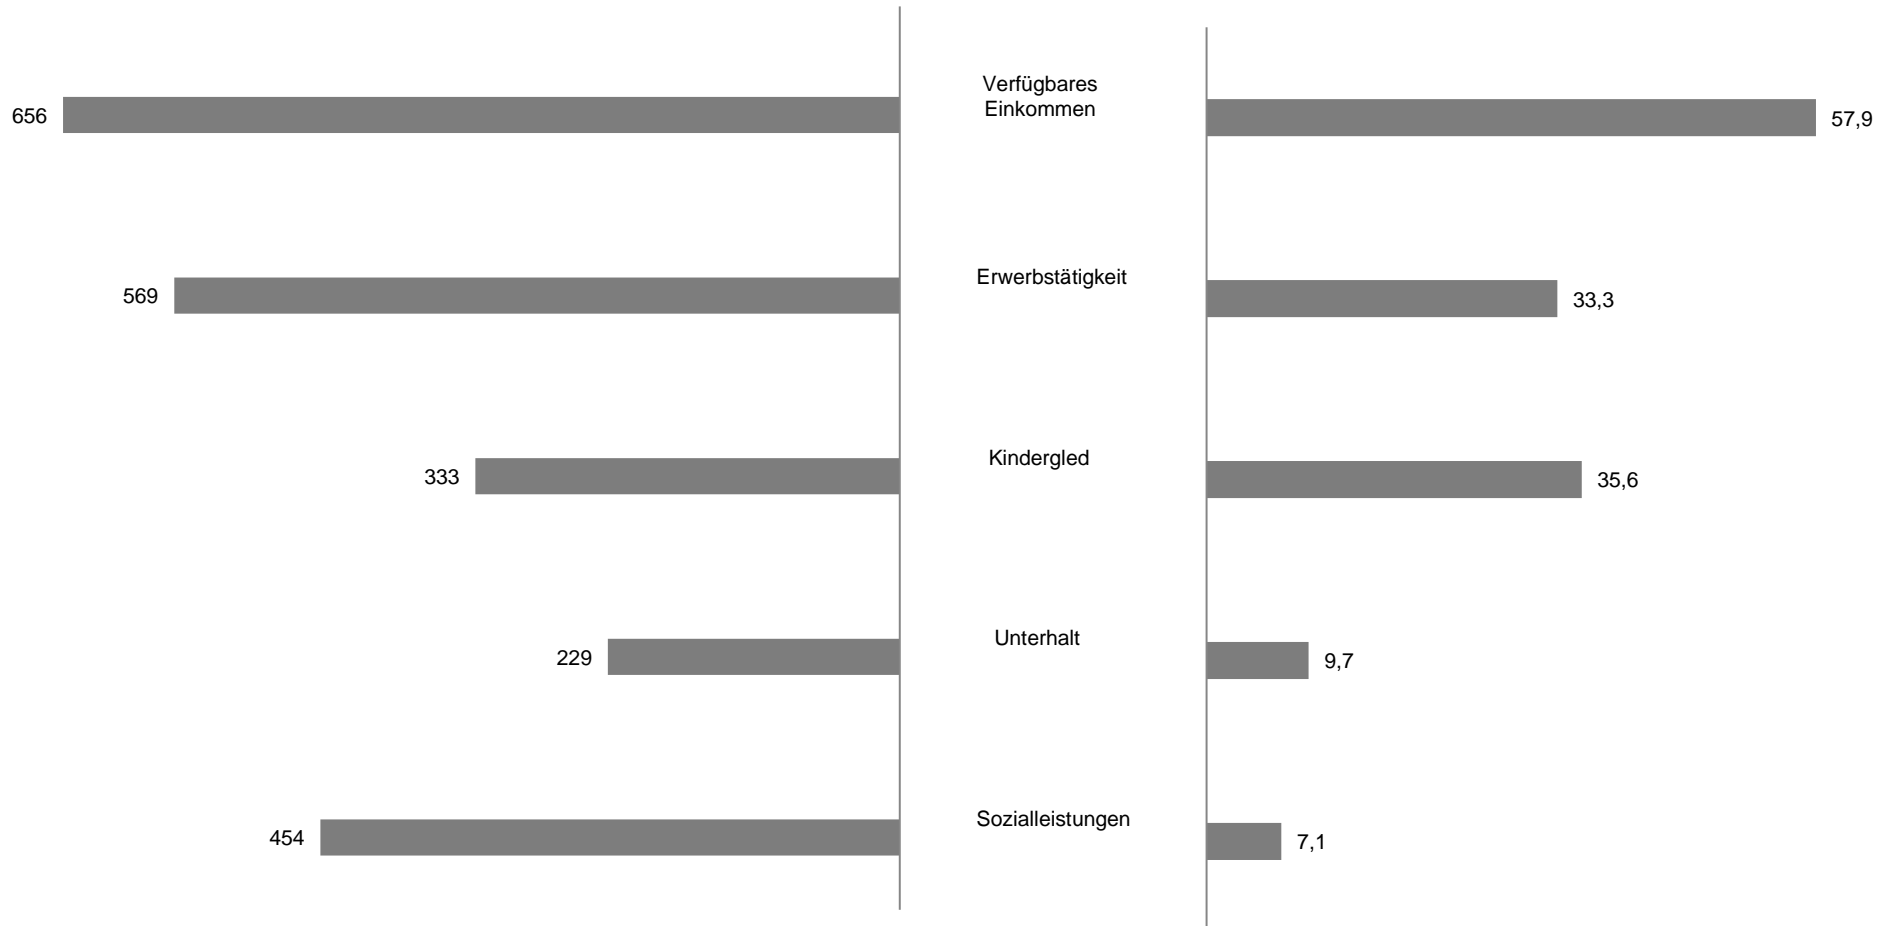 Verfügbares
Einkommen
656
57,9
Erwerbstätigkeit
569
33,3
Kindergled
333
35,6
Unterhalt
229
9,7
Sozialleistungen
454
7,1